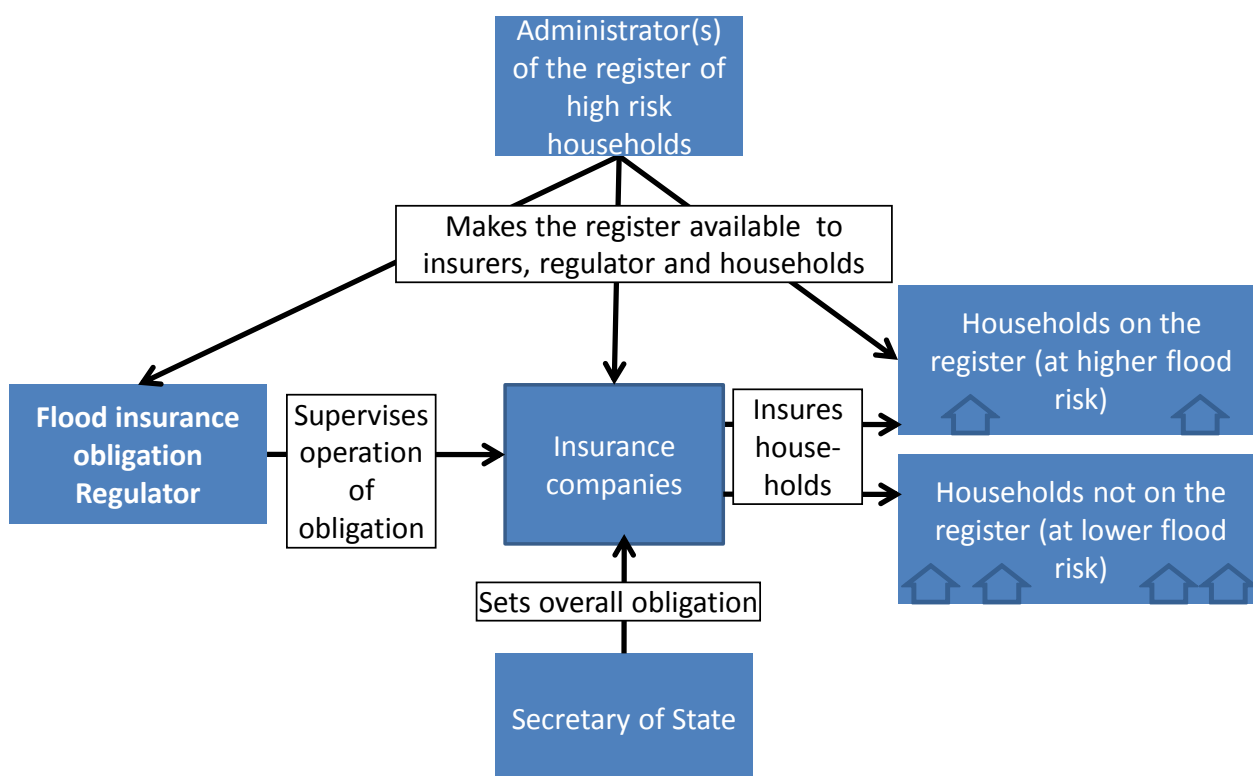 Administrator(s)
of the register of
high risk
households
Makes the register available  to
insurers, regulator and households
Households on the
register (at higher flood
risk)
Flood insurance
obligation
Regulator
Supervises
operation
of
obligation
Insurance
companies
Insures
house-
holds
Households not on the
register (at lower flood
risk)
Sets overall obligation
Secretary of State